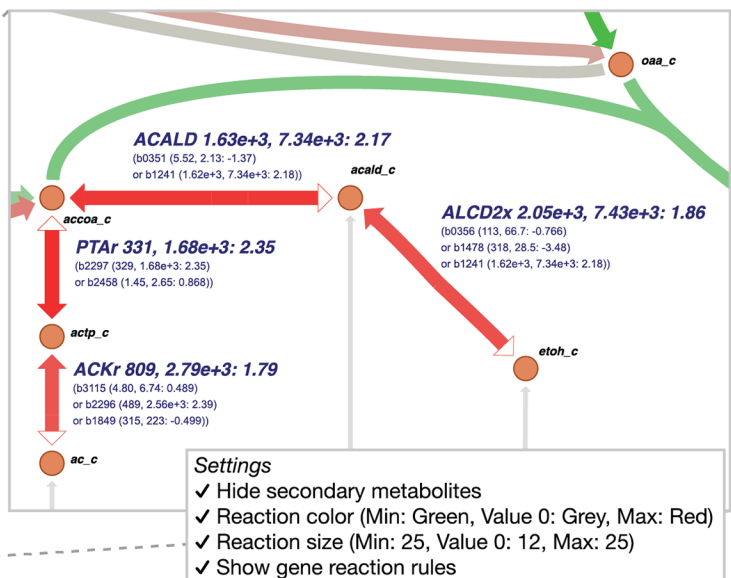 oaa_c
ACALD 1.63e+3, 7.34e+3: 2.17
(b0351 (5.52, 2.13: -1.37)
or b1241 (1.62e+3, 7.34e+3: 2.18))
acald_c
accoa_c
ALCD2x 2.05e+3, 7.43e+3: 1.86
(b0356 (113, 66.7: -0.766)
or b1478 (318, 28.5: -3.48)
or b1241 (1.62e+3, 7.34e+3: 2.18))
PTAr 331, 1.68e+3: 2.35
(b2297 (329, 1.68e+3: 2.35)
or b2458 (1.45, 2.65: 0.868))
actp_c
etoh_c
ACKr 809, 2.79e+3: 1.79
(b3115 (4.80, 6.74: 0.489)
or b2296 (489, 2.56e+3: 2.39)
or b1849 (315, 223: -0.499))
ac_c
Settings
✓ Hide secondary metabolites
✓ Reaction color (Min: Green, Value 0: Grey, Max: Red)
✓ Reaction size (Min: 25, Value 0: 12, Max: 25)
✓ Show gene reaction rules